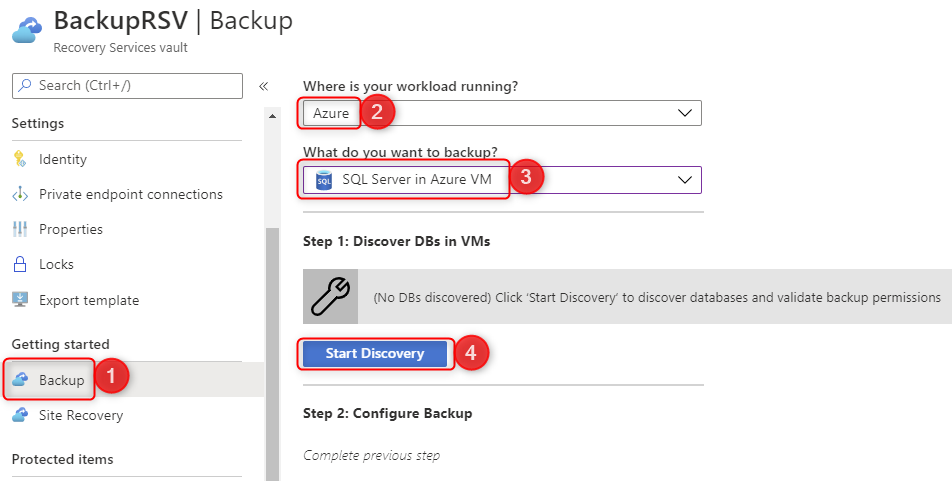 BackupRSV | Backup
Recovery Services vault
Search (Ctrl+/)
«
Settings
Identity
Private endpoint connections
Properties
Locks
Export template
Getting started
Backup
1
Site Recovery
Protected items
Where is your workload running?
Azure
2
What do you want to backup?
SQL
SQL Server in Azure VM
3
Step 1: Discover DBs in VMs
(No DBs discovered) Click 'Start Discovery' to discover databases and validate backup permissions
Start Discovery
4
Step 2: Configure Backup
Complete previous step